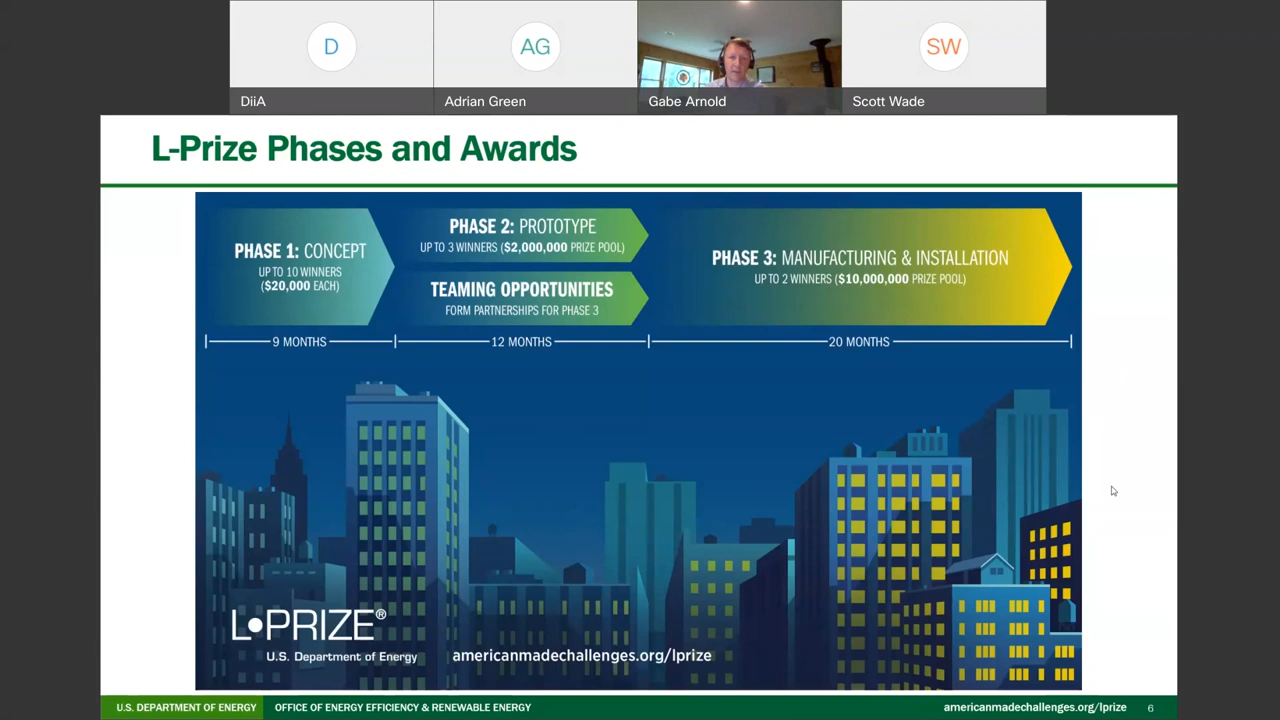 D
AG
SW
DiiA
Adrian Green
Gabe Arnold
Scott Wade
L-Prize Phases and Awards
PHASE 1: CONCEPT
UP TO 10 WINNERS
($20,000 EACH)
PHASE 2: PROTOTYPE
UP TO 3 WINNERS ($2,000,000 PRIZE POOL)
TEAMING OPPORTUNITIES
FORM PARTNERSHIPS FOR PHASE 3
PHASE 3: MANUFACTURING & INSTALLATION
UP TO 2 WINNERS ($10,000,000 PRIZE POOL)
9 MONTHS
12 MONTHS
20 MONTHS
L•PRIZE®
U.S. Department of Energy
americanmadechallenges.org/lprize
U.S. DEPARTMENT OF ENERGY
OFFICE OF ENERGY EFFICIENCY & RENEWABLE ENERGY
americanmadechallenges.org/lprize
6